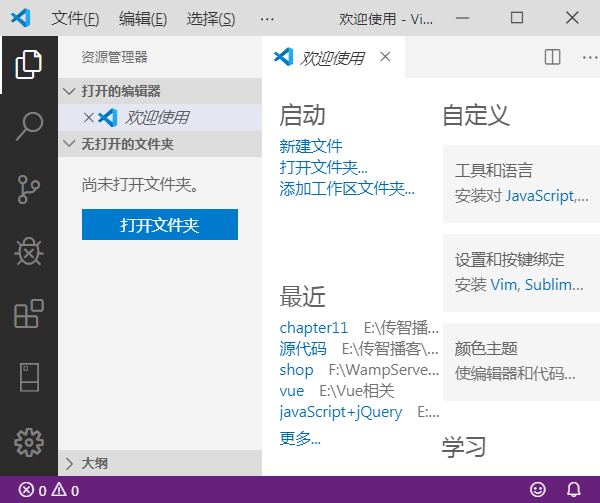 文件(F) 编辑(E) 选择(S) ... 欢迎使用 - Vi...
资源管理器
打开的编辑器
欢迎使用
无打开的文件夹
尚未打开文件夹。
打开文件夹
大纲
欢迎使用
启动
新建文件
打开文件夹...
添加工作区文件夹...
最近
chapter11 E:\传智播...
源代码 E:\传智播客\...
shop F:\WampServe...
vue E:\Vue相关
javaScript+jQuery E:...
更多...
自定义
工具和语言
安装对 JavaScript,...
设置和按键绑定
安装 Vim, Sublim...
颜色主题
使编辑器和代码...
学习
0 0